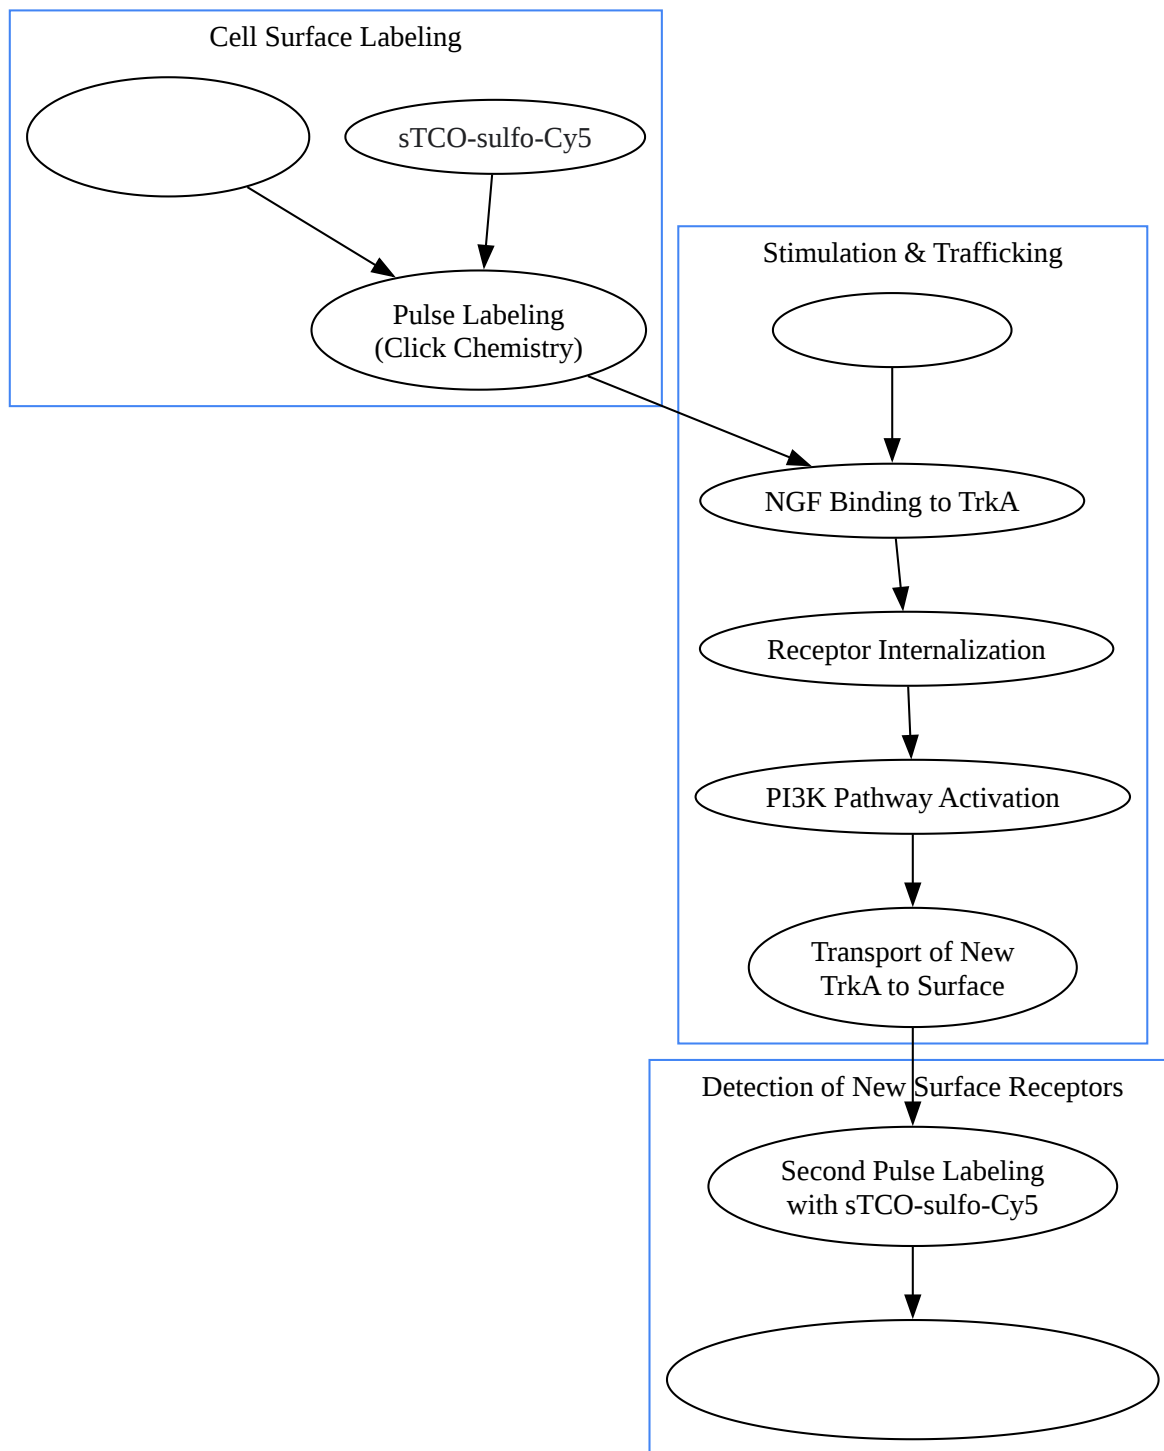 Cell Surface Labeling
sTCO-sulfo-Cy5
Pulse Labeling
(Click Chemistry)
Stimulation & Trafficking
NGF Binding to TrkA
Receptor Internalization
PI3K Pathway Activation
Transport of New
TrkA to Surface
Detection of New Surface Receptors
Second Pulse Labeling
with sTCO-sulfo-Cy5